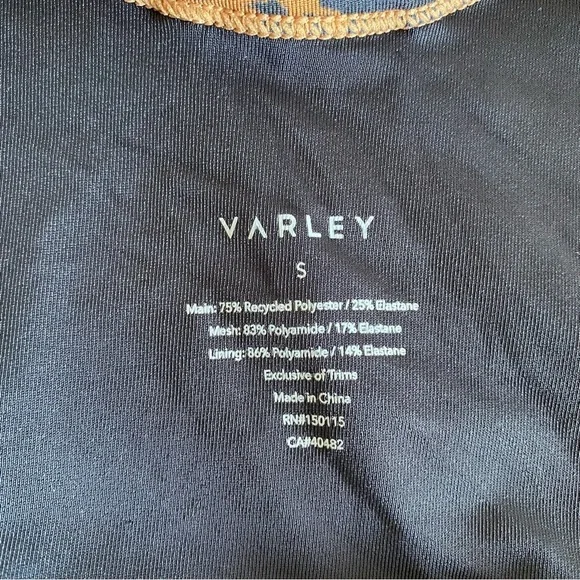 VARLEY
S
Main: 75% Recycled Polyester / 25% Elastane
Mesh: 83% Polyamide / 17% Elastane
Lining: 86% Polyamide / 14% Elastane
Exclusive of Trims
Made in China
RN#150115
CA#40482